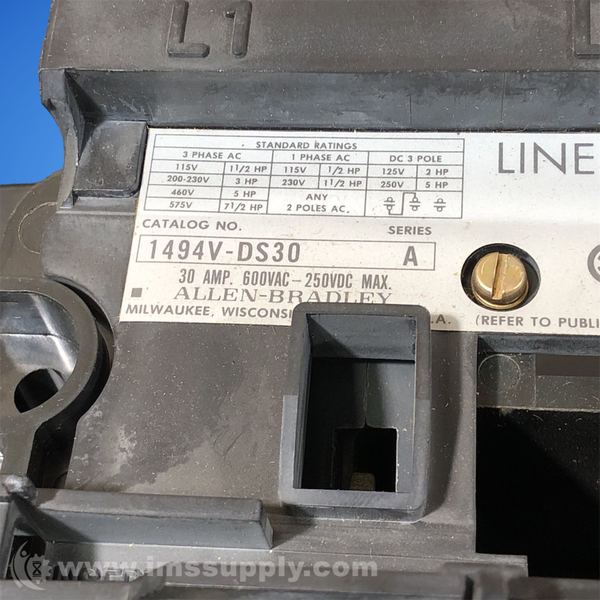 L1
STANDARD RATINGS
3 PHASE AC 1 PHASE AC DC 3 POLE
115V 1 1/2 HP 115V 1/2 HP 125V 2 HP
200-230V 3 HP 230V 1 1/2 HP 250V 5 HP
460V 5 HP ANY
575V 7 1/2 HP 2 POLES AC.
LINE
CATALOG NO. SERIES
1494V-DS30 A
30 AMP. 600VAC-250VDC MAX.
ALLEN-BRADLEY
MILWAUKEE, WISCONSI .A. (REFER TO PUBLI
www.imssupply.com